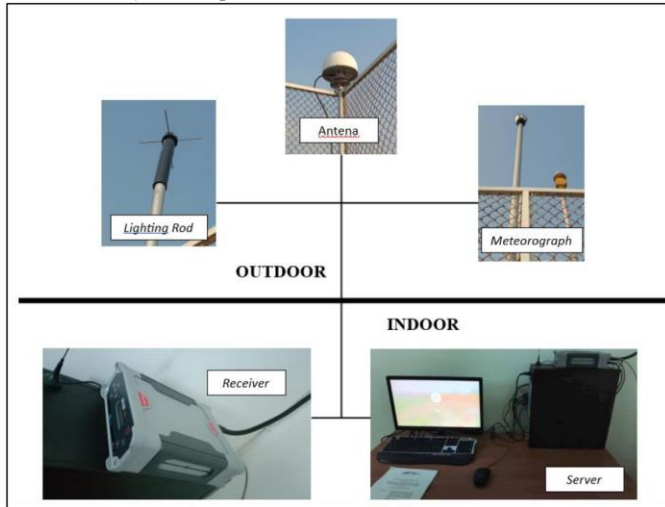 Antena
Lighting Rod
Meteorograph
OUTDOOR
INDOOR
Receiver
Server